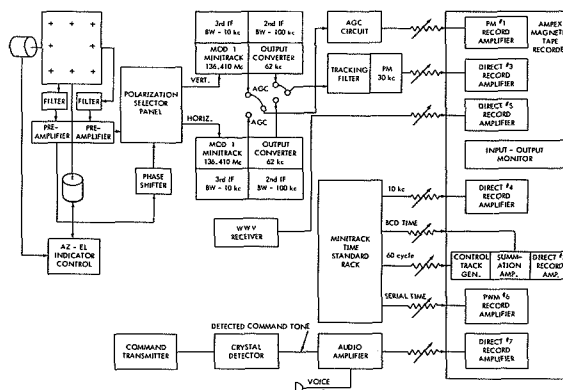 3rd IF
BW - 10 kc
2nd IF
BW - 100 kc
MOD 1
MINITRACK
136.410 Mc
OUTPUT
CONVERTER
62 kc
VERT.
AGC
CIRCUIT
AMPEX
MAGNETIC
TAPE
PM #1
RECORD
AMPLIFIER
FILTER
FILTER
PRE-
AMPLIFIER
PRE-
AMPLIFIER
POLARIZATION
SELECTOR
PANEL
AGC
AGC
TRACKING
FILTER
PM
30 kc
DIRECT #3
RECORD
AMPLIFIER
HORIZ.
MOD 1
MINITRACK
136.410 Mc
OUTPUT
CONVERTER
62 kc
3rd IF
BW - 10 kc
2nd IF
BW - 100 kc
DIRECT #5
RECORD
AMPLIFIER
INPUT - OUTPUT
MONITOR
PHASE
SHIFTER
AZ - EL
INDICATOR
CONTROL
WWV
RECEIVER
MINITRACK
TIME
STANDARD
RACK
10 kc
DIRECT #4
RECORD
AMPLIFIER
BCD TIME
60 cycle
CONTROL
TRACK
GEN.
SUMM-
ATION
AMP.
RECORD
AMP.
SERIAL TIME
PWM #6
RECORD
AMPLIFIER
DETECTED COMMAND TONE
COMMAND
TRANSMITTER
CRYSTAL
DETECTOR
AUDIO
AMPLIFIER
DIRECT #7
RECORD
AMPLIFIER
VOICE